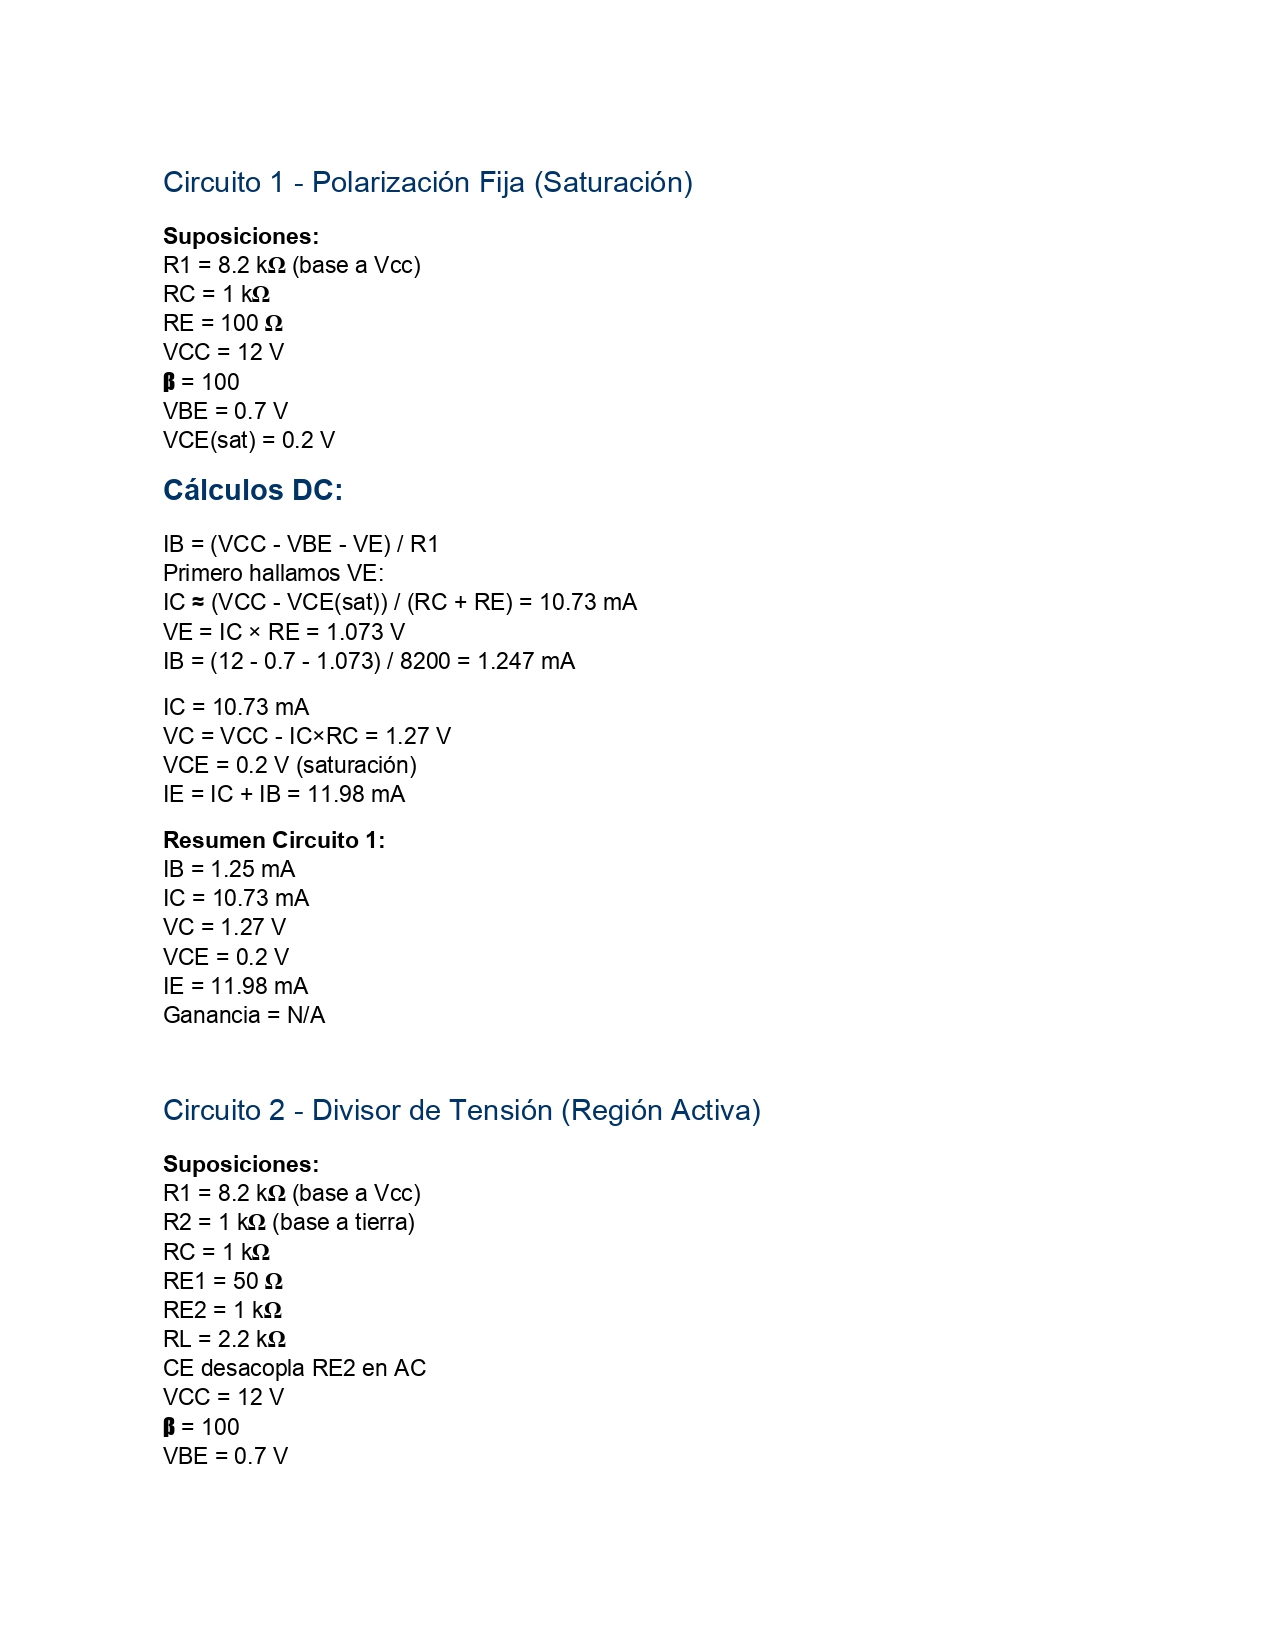 Circuito 1 - Polarización Fija (Saturación)
Suposiciones:
R1 = 8.2 kΩ (base a Vcc)
RC = 1 kΩ
RE = 100 Ω
VCC = 12 V
β = 100
VBE = 0.7 V
VCE(sat) = 0.2 V
Cálculos DC:
IB = (VCC - VBE - VE) / R1
Primero hallamos VE:
IC ≈ (VCC - VCE(sat)) / (RC + RE) = 10.73 mA
VE = IC × RE = 1.073 V
IB = (12 - 0.7 - 1.073) / 8200 = 1.247 mA
IC = 10.73 mA
VC = VCC - IC×RC = 1.27 V
VCE = 0.2 V (saturación)
IE = IC + IB = 11.98 mA
Resumen Circuito 1:
IB = 1.25 mA
IC = 10.73 mA
VC = 1.27 V
VCE = 0.2 V
IE = 11.98 mA
Ganancia = N/A
Circuito 2 - Divisor de Tensión (Región Activa)
Suposiciones:
R1 = 8.2 kΩ (base a Vcc)
R2 = 1 kΩ (base a tierra)
RC = 1 kΩ
RE1 = 50 Ω
RE2 = 1 kΩ
RL = 2.2 kΩ
CE desacopla RE2 en AC
VCC = 12 V
β = 100
VBE = 0.7 V